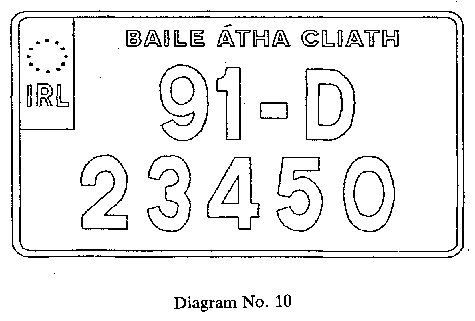 BAILE ÁTHA CLIATH
IRL
91-D
23450
Diagram No. 10